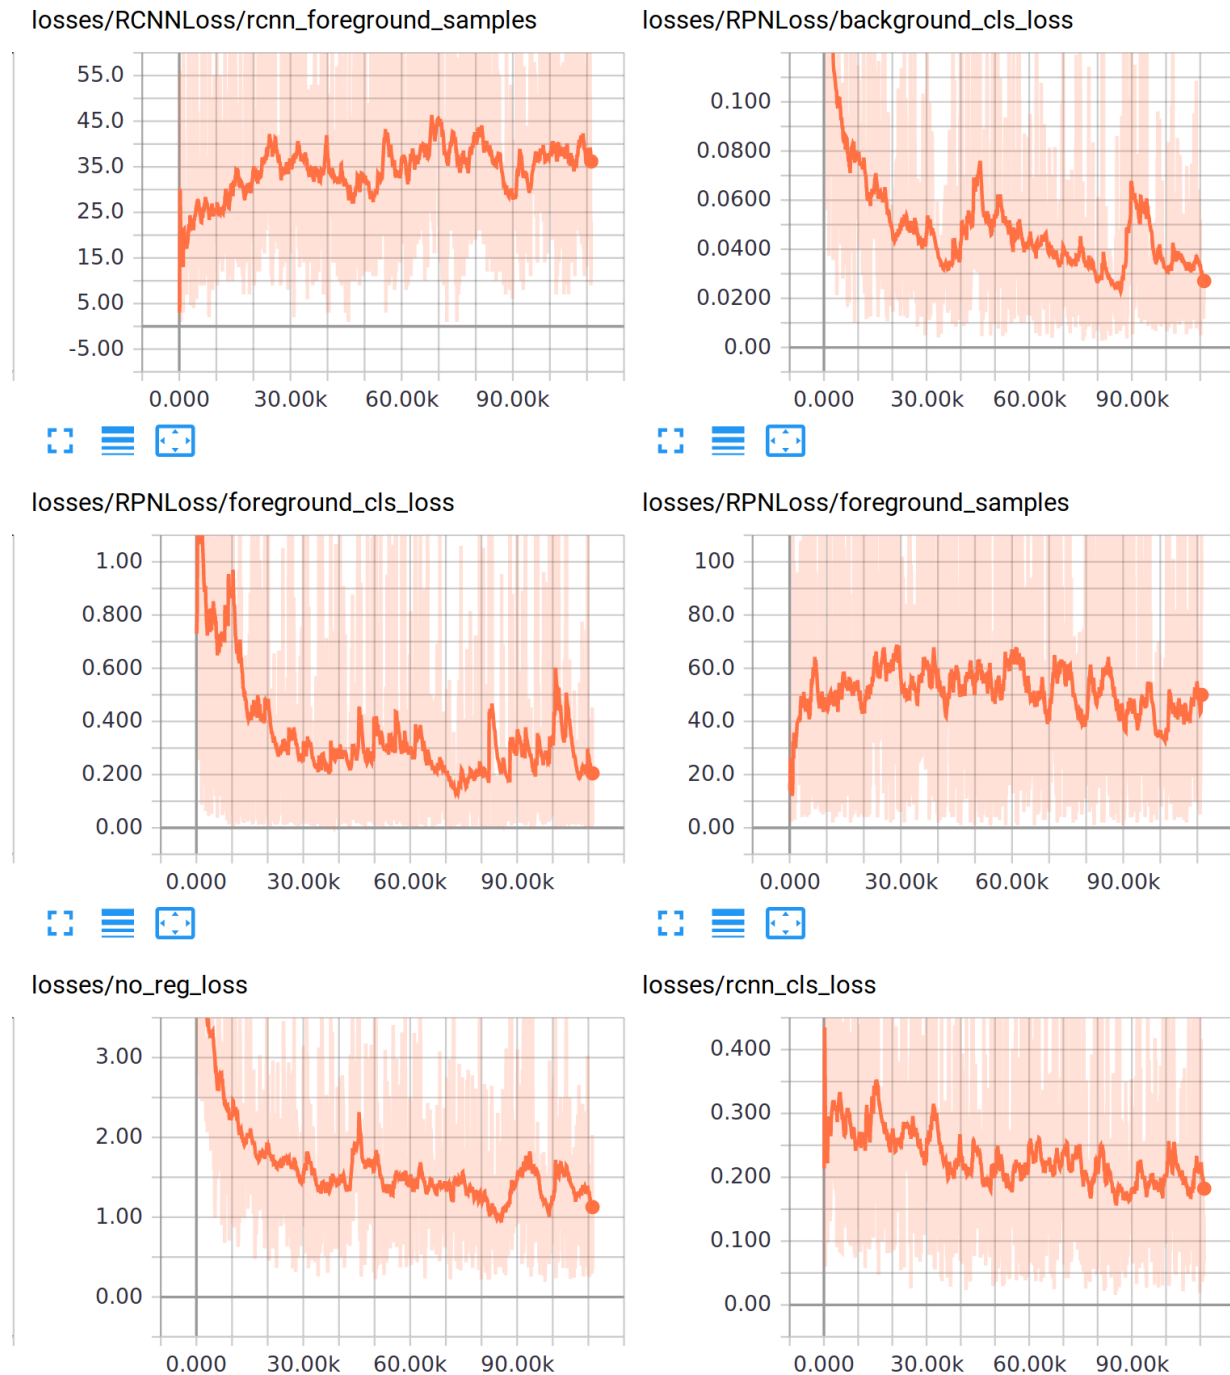 losses/RCNNLoss/rcnn_foreground_samples
55.0
45.0
35.0
25.0
15.0
5.00
-5.00
0.000 30.00k 60.00k 90.00k
losses/RPNLoss/background_cls_loss
0.100
0.0800
0.0600
0.0400
0.0200
0.00
0.000 30.00k 60.00k 90.00k
losses/RPNLoss/foreground_cls_loss
1.00
0.800
0.600
0.400
0.200
0.00
0.000 30.00k 60.00k 90.00k
losses/RPNLoss/foreground_samples
100
80.0
60.0
40.0
20.0
0.00
0.000 30.00k 60.00k 90.00k
losses/no_reg_loss
3.00
2.00
1.00
0.00
0.000 30.00k 60.00k 90.00k
losses/rcnn_cls_loss
0.400
0.300
0.200
0.100
0.00
0.000 30.00k 60.00k 90.00k